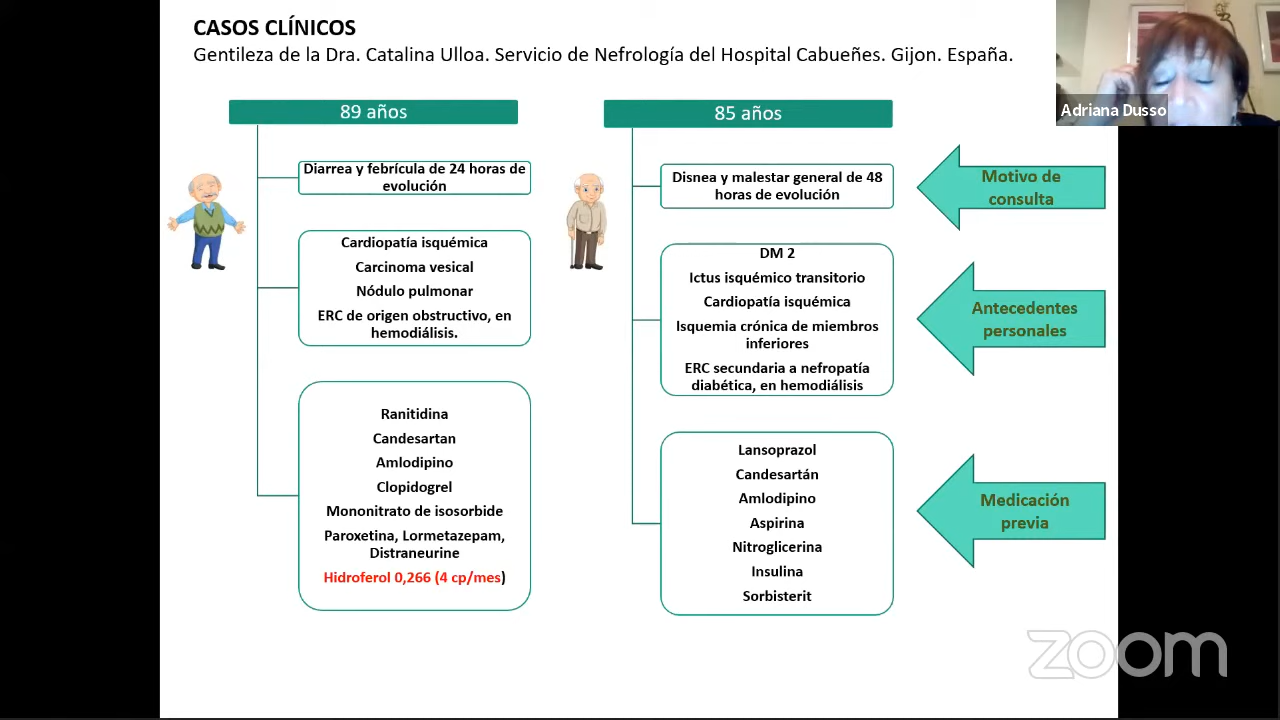 CASOS CLÍNICOS
Gentileza de la Dra. Catalina Ulloa. Servicio de Nefrología del Hospital Cabueñes. Gijon. España.
Adriana Dusso
89 años
Diarrea y febrícula de 24 horas de
evolución
Cardiopatía isquémica
Carcinoma vesical
Nódulo pulmonar
ERC de origen obstructivo, en
hemodiálisis.
Ranitidina
Candesartan
Amlodipino
Clopidogrel
Mononitrato de isosorbide
Paroxetina, Lormetazepam,
Distraneurine
Hidroferol 0,266 (4 cp/mes)
85 años
Disnea y malestar general de 48
horas de evolución
DM 2
Ictus isquémico transitorio
Cardiopatía isquémica
Isquemia crónica de miembros
inferiores
ERC secundaria a nefropatía
diabética, en hemodiálisis
Lansoprazol
Candesartán
Amlodipino
Aspirina
Nitroglicerina
Insulina
Sorbisterit
Motivo de
consulta
Antecedentes
personales
Medicación
previa
zoom